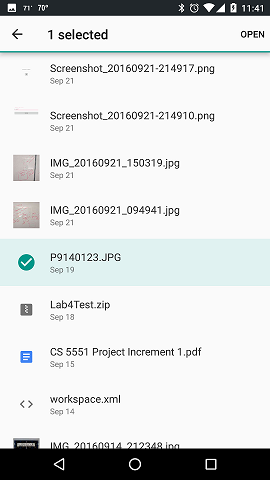 71° 70° 11:41
1 selected OPEN
Screenshot_20160921-214917.png
Sep 21
Screenshot_20160921-214910.png
Sep 21
IMG_20160921_150319.jpg
Sep 21
IMG_20160921_094941.jpg
Sep 21
P9140123.JPG
Sep 19
Lab4Test.zip
Sep 18
CS 5551 Project Increment 1.pdf
Sep 15
workspace.xml
Sep 14
IMG_20160914_212348.jpg